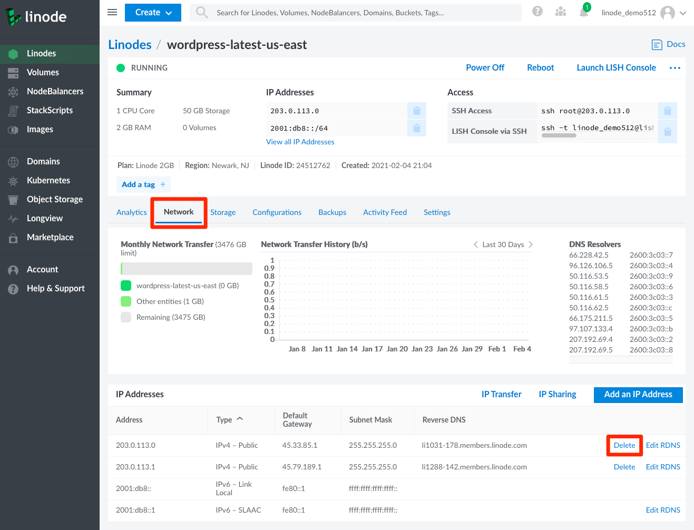 linode
Create
Search for Linodes, Volumes, NodeBalancers, Domains, Buckets, Tags...
1
linode_demo512
Linodes
Volumes
NodeBalancers
StackScripts
Images
Domains
Kubernetes
Object Storage
Longview
Marketplace
Account
Help & Support
Linodes / wordpress-latest-us-east
Docs
RUNNING
Power Off Reboot Launch LISH Console ...
Summary
1 CPU Core 50 GB Storage
2 GB RAM 0 Volumes
IP Addresses
203.0.113.0
2001:db8::/64
View all IP Addresses
Access
SSH Access ssh root@203.0.113.0
LISH Console via SSH ssh -t linode_demo512@lis
Plan: Linode 2GB Region: Newark, NJ Linode ID: 24512762 Created: 2021-02-04 21:04
Add a tag +
Analytics Network Storage Configurations Backups Activity Feed Settings
Monthly Network Transfer (3476 GB
limit)
wordpress-latest-us-east (0 GB)
Other entities (1 GB)
Remaining (3475 GB)
Network Transfer History (b/s)
Last 30 Days
1
0.9
0.8
0.7
0.6
0.5
0.4
0.3
0.2
0.1
0
Jan 8 Jan 11 Jan 14 Jan 17 Jan 20 Jan 23 Jan 26 Jan 29 Feb 1 Feb 4
DNS Resolvers
66.228.42.5 2600:3c03::7
96.126.106.5 2600:3c03::4
50.116.53.5 2600:3c03::9
50.116.58.5 2600:3c03::6
50.116.61.5 2600:3c03::3
50.116.62.5 2600:3c03::c
66.175.211.5 2600:3c03::5
97.107.133.4 2600:3c03::b
207.192.69.4 2600:3c03::2
207.192.69.5 2600:3c03::8
IP Addresses
IP Transfer IP Sharing Add an IP Address
Address Type Default Gateway Subnet Mask Reverse DNS
203.0.113.0 IPv4 – Public 45.33.85.1 255.255.255.0 li1031-178.members.linode.com Delete Edit RDNS
203.0.113.1 IPv4 – Public 45.79.189.1 255.255.255.0 li1288-142.members.linode.com Delete Edit RDNS
2001:db8:: IPv6 – Link Local fe80::1 ffff:ffff:ffff:ffff::
2001:db8::1 IPv6 – SLAAC fe80::1 ffff:ffff:ffff:ffff:: Edit RDNS